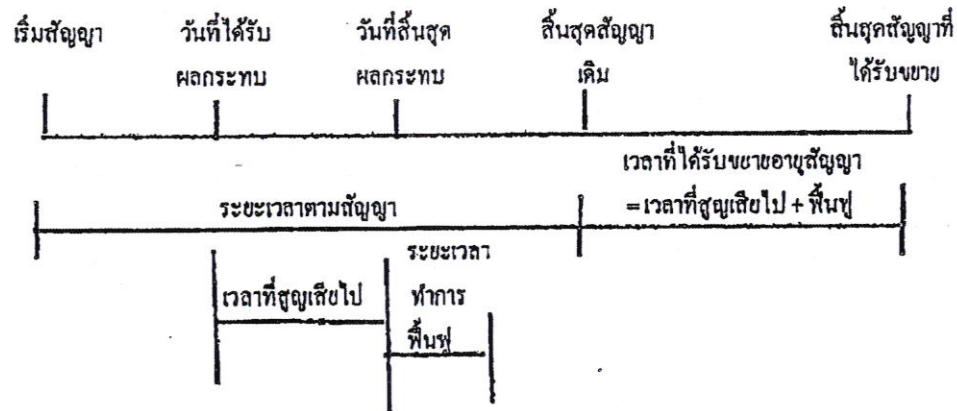 เริ่มสัญญา
วันที่ได้รับ
ผลกระทบ
วันที่สิ้นสุด
ผลกระทบ
สิ้นสุดสัญญา
เดิม
สิ้นสุดสัญญาที่
ได้รับขยาย
เวลาที่ได้รับขยายอายุสัญญา
=เวลาที่สูญเสียไป + ฟื้นฟู
ระยะเวลาตามสัญญา
เวลาที่สูญเสียไป
ระยะเวลา
ทำการ
ฟื้นฟู